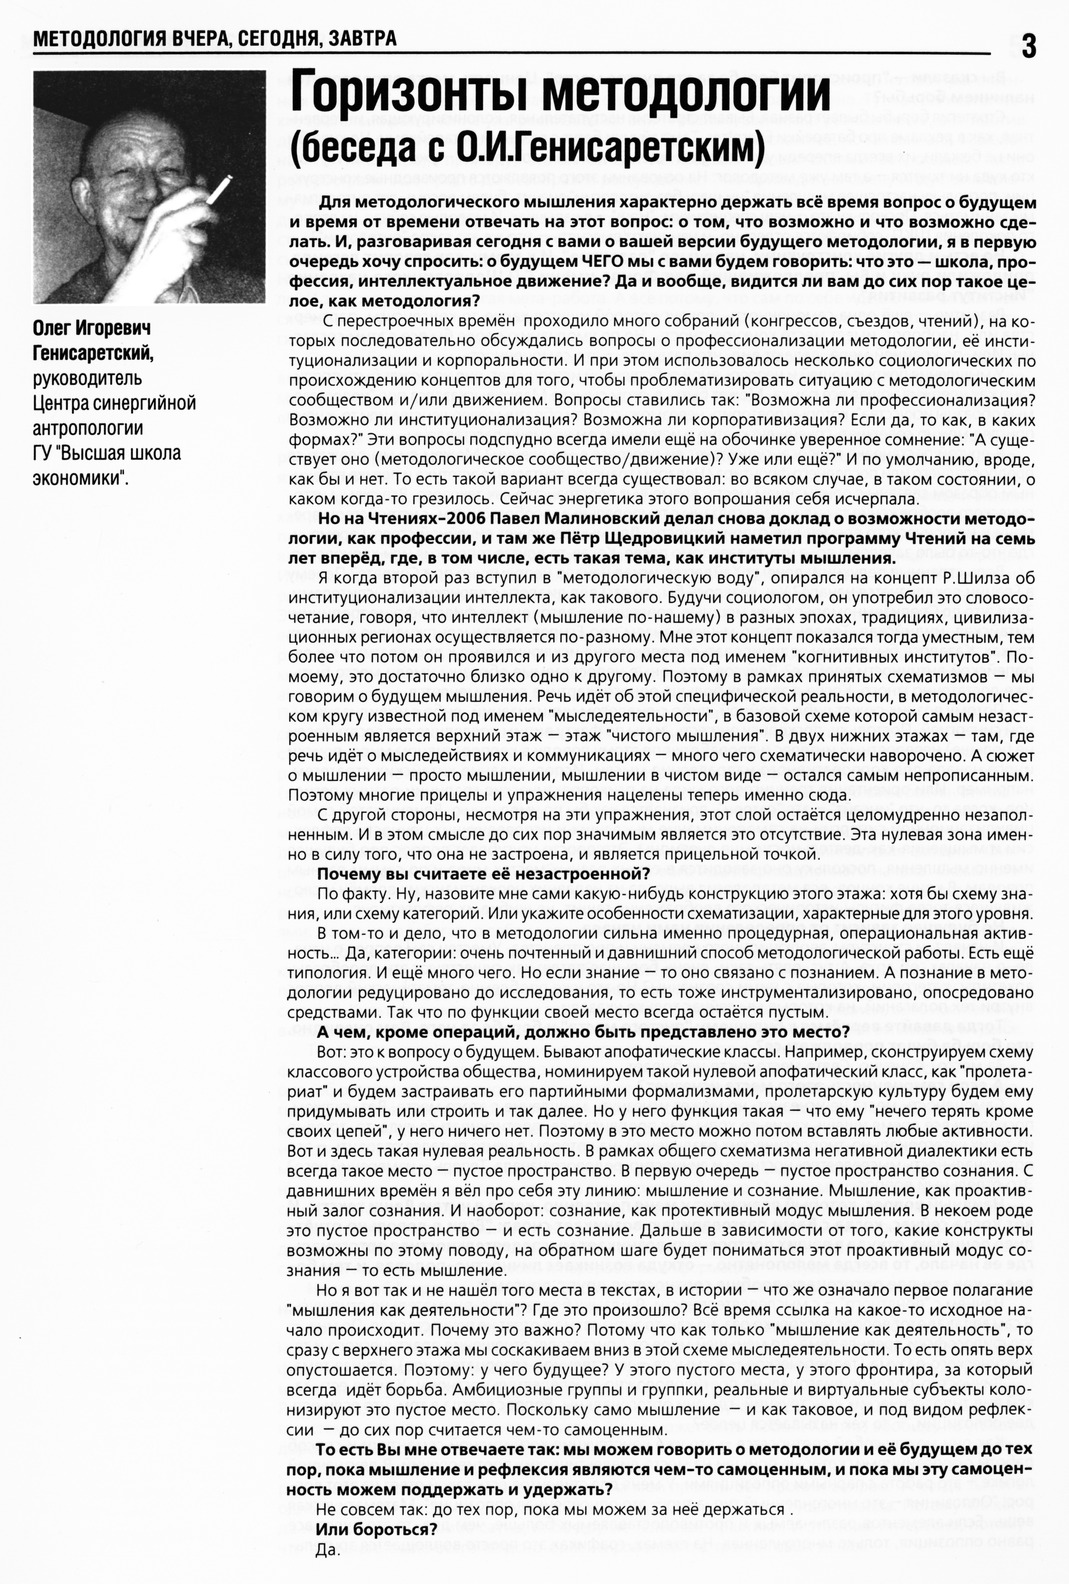 МЕТОДОЛОГИЯ ВЧЕРА, СЕГОДНЯ, ЗАВТРА
3
Олег Игоревич
Генисаретский,
руководитель
Центра синергийной
антропологии
ГУ "Высшая школа
экономики".
Горизонты методологии
(беседа с О.И.Генисаретским)
Для методологического мышления характерно держать всё время вопрос о будущем
и время от времени отвечать на этот вопрос: о том, что возможно и что возможно сде-
лать. И, разговаривая сегодня с вами о вашей версии будущего методологии, я в первую
очередь хочу спросить: о будущем ЧЕГО мы с вами будем говорить: что это — школа, про-
фессия, интеллектуальное движение? Да и вообще, видится ли вам до сих пор такое це-
лое, как методология?
С перестроечных времён проходило много собраний (конгрессов, съездов, чтений), на ко-
торых последовательно обсуждались вопросы о профессионализации методологии, её инсти-
туционализации и корпоральности. И при этом использовалось несколько социологических по
происхождению концептов для того, чтобы проблематизировать ситуацию с методологическим
сообществом и/или движением. Вопросы ставились так: "Возможна ли профессионализация?
Возможно ли институционализация? Возможна ли корпоративизация? Если да, то как, в каких
формах?" Эти вопросы подспудно всегда имели ещё на обочинке уверенное сомнение: "А суще-
ствует оно (методологическое сообщество/движение)? Уже или ещё?" И по умолчанию, вроде,
как бы и нет. То есть такой вариант всегда существовал: во всяком случае, в таком состоянии, о
каком когда-то грезилось. Сейчас энергетика этого вопрошания себя исчерпала.
Но на Чтениях-2006 Павел Малиновский делал снова доклад о возможности методо-
логии, как профессии, и там же Пётр Щедровицкий наметил программу Чтений на семь
лет вперёд, где, в том числе, есть такая тема, как институты мышления.
Я когда второй раз вступил в "методологическую воду", опирался на концепт Р.Шилза об
институционализации интеллекта, как такового. Будучи социологом, он употребил это словосо-
четание, говоря, что интеллект (мышление по-нашему) в разных эпохах, традициях, цивилиза-
ционных регионах осуществляется по-разному. Мне этот концепт показался тогда уместным, тем
более что потом он проявился и из другого места под именем "когнитивных институтов". По-
моему, это достаточно близко одно к другому. Поэтому в рамках принятых схематизмов — мы
говорим о будущем мышления. Речь идёт об этой специфической реальности, в методологичес-
ком кругу известной под именем "мыследеятельности", в базовой схеме которой самым незаст-
роенным является верхний этаж — этаж "чистого мышления". В двух нижних этажах — там, где
речь идёт о мыследействиях и коммуникациях — много чего схематически наворочено. А сюжет
о мышлении — просто мышлении, мышлении в чистом виде — остался самым непрописанным.
Поэтому многие прицелы и упражнения нацелены теперь именно сюда.
С другой стороны, несмотря на эти упражнения, этот слой остаётся целомудренно незапол-
ненным. И в этом смысле до сих пор значимым является это отсутствие. Эта нулевая зона имен-
но в силу того, что она не застроена, и является прицельной точкой.
Почему вы считаете её незастроенной?
По факту. Ну, назовите мне сами какую-нибудь конструкцию этого этажа: хотя бы схему зна-
ния, или схему категорий. Или укажите особенности схематизации, характерные для этого уровня.
В том-то и дело, что в методологии сильна именно процедурная, операциональная актив-
ность... Да, категории: очень почтенный и давнишний способ методологической работы. Есть ещё
типология. И ещё много чего. Но если знание — то оно связано с познанием. А познание в мето-
дологии редуцировано до исследования, то есть тоже инструментализировано, опосредовано
средствами. Так что по функции своей место всегда остаётся пустым.
А чем, кроме операций, должно быть представлено это место?
Вот: это к вопросу о будущем. Бывают апофатические классы. Например, сконструируем схему
классового устройства общества, номинируем такой нулевой апофатический класс, как "пролета-
риат" и будем застраивать его партийными формализмами, пролетарскую культуру будем ему
придумывать или строить и так далее. Но у него функция такая — что ему "нечего терять кроме
своих цепей", у него ничего нет. Поэтому в это место можно потом вставлять любые активности.
Вот и здесь такая нулевая реальность. В рамках общего схематизма негативной диалектики есть
всегда такое место — пустое пространство. В первую очередь — пустое пространство сознания. С
давнишних времён я вёл про себя эту линию: мышление и сознание. Мышление, как проактив-
ный залог сознания. И наоборот: сознание, как протективный модус мышления. В некоем роде
это пустое пространство — и есть сознание. Дальше в зависимости от того, какие конструкты
возможны по этому поводу, на обратном шаге будет пониматься этот проактивный модус со-
знания — то есть мышление.
Но я вот так и не нашёл того места в текстах, в истории — что же означало первое полагание
"мышления как деятельности"? Где это произошло? Всё время ссылка на какое-то исходное на-
чало происходит. Почему это важно? Потому что как только "мышление как деятельность", то
сразу с верхнего этажа мы соскакиваем вниз в этой схеме мыследеятельности. То есть опять верх
опустошается. Поэтому: у чего будущее? У этого пустого места, у этого фронтира, за который
всегда идёт борьба. Амбициозные группы и группки, реальные и виртуальные субъекты коло-
низируют это пустое место. Поскольку само мышление — и как таковое, и под видом рефлек-
сии — до сих пор считается чем-то самоценным.
То есть Вы мне отвечаете так: мы можем говорить о методологии и её будущем до тех
пор, пока мышление и рефлексия являются чем-то самоценным, и пока мы эту самоцен-
ность можем поддержать и удержать?
Не совсем так: до тех пор, пока мы можем за неё держаться .
Или бороться?
Да.